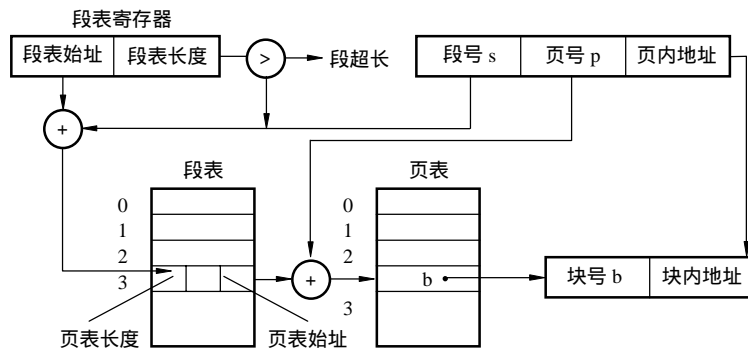 段表寄存器
段表始址 段表长度 > 段超长 段号 s 页号 p 页内地址
+
段表 页表
0 0
1 1
2 2
3 + b 块号 b 块内地址
3
页表长度 页表始址